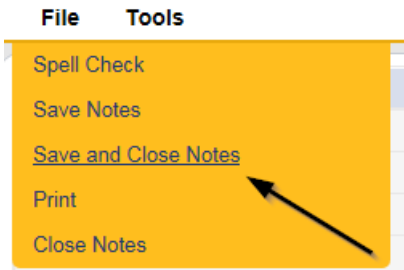 File Tools
Spell Check
Save Notes
Save and Close Notes
Print
Close Notes